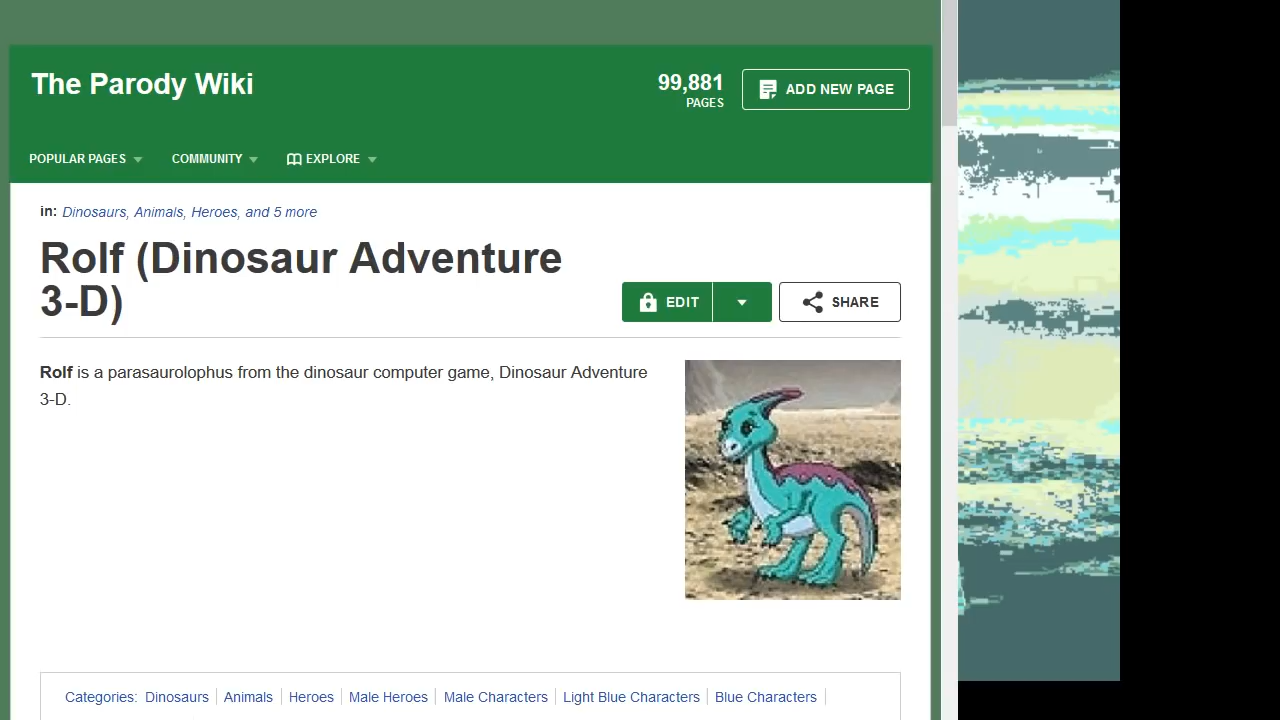 The Parody Wiki
99,881
PAGES
ADD NEW PAGE
POPULAR PAGES
COMMUNITY
EXPLORE
in: Dinosaurs, Animals, Heroes, and 5 more
Rolf (Dinosaur Adventure
3-D)
EDIT
SHARE
Rolf is a parasaurolophus from the dinosaur computer game, Dinosaur Adventure
3-D.
Categories: Dinosaurs Animals Heroes Male Heroes Male Characters Light Blue Characters Blue Characters